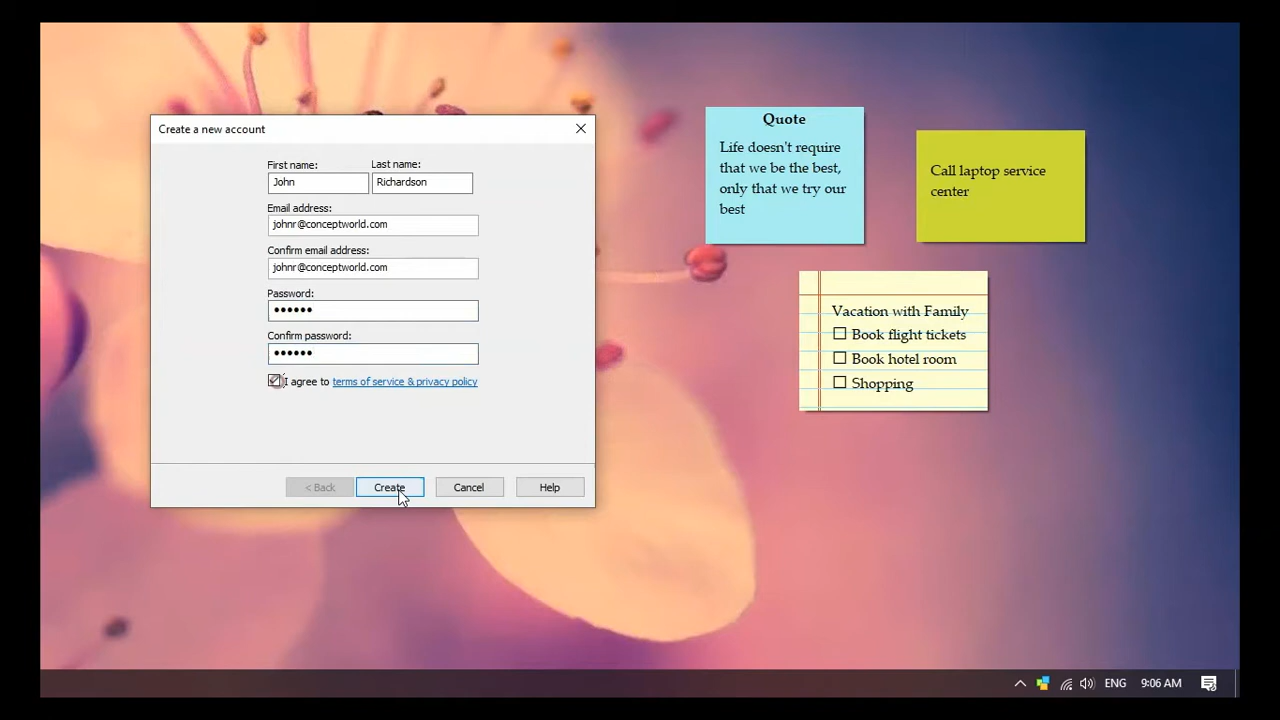 Create a new account
First name: Last name:
John Richardson
Email address:
johnr@conceptworld.com
Confirm email address:
johnr@conceptworld.com
Password:
••••••
Confirm password:
••••••
I agree to terms of service & privacy policy
< Back Create Cancel Help
Quote
Life doesn't require
that we be the best,
only that we try our
best
Call laptop service
center
Vacation with Family
Book flight tickets
Book hotel room
Shopping
ENG 9:06 AM